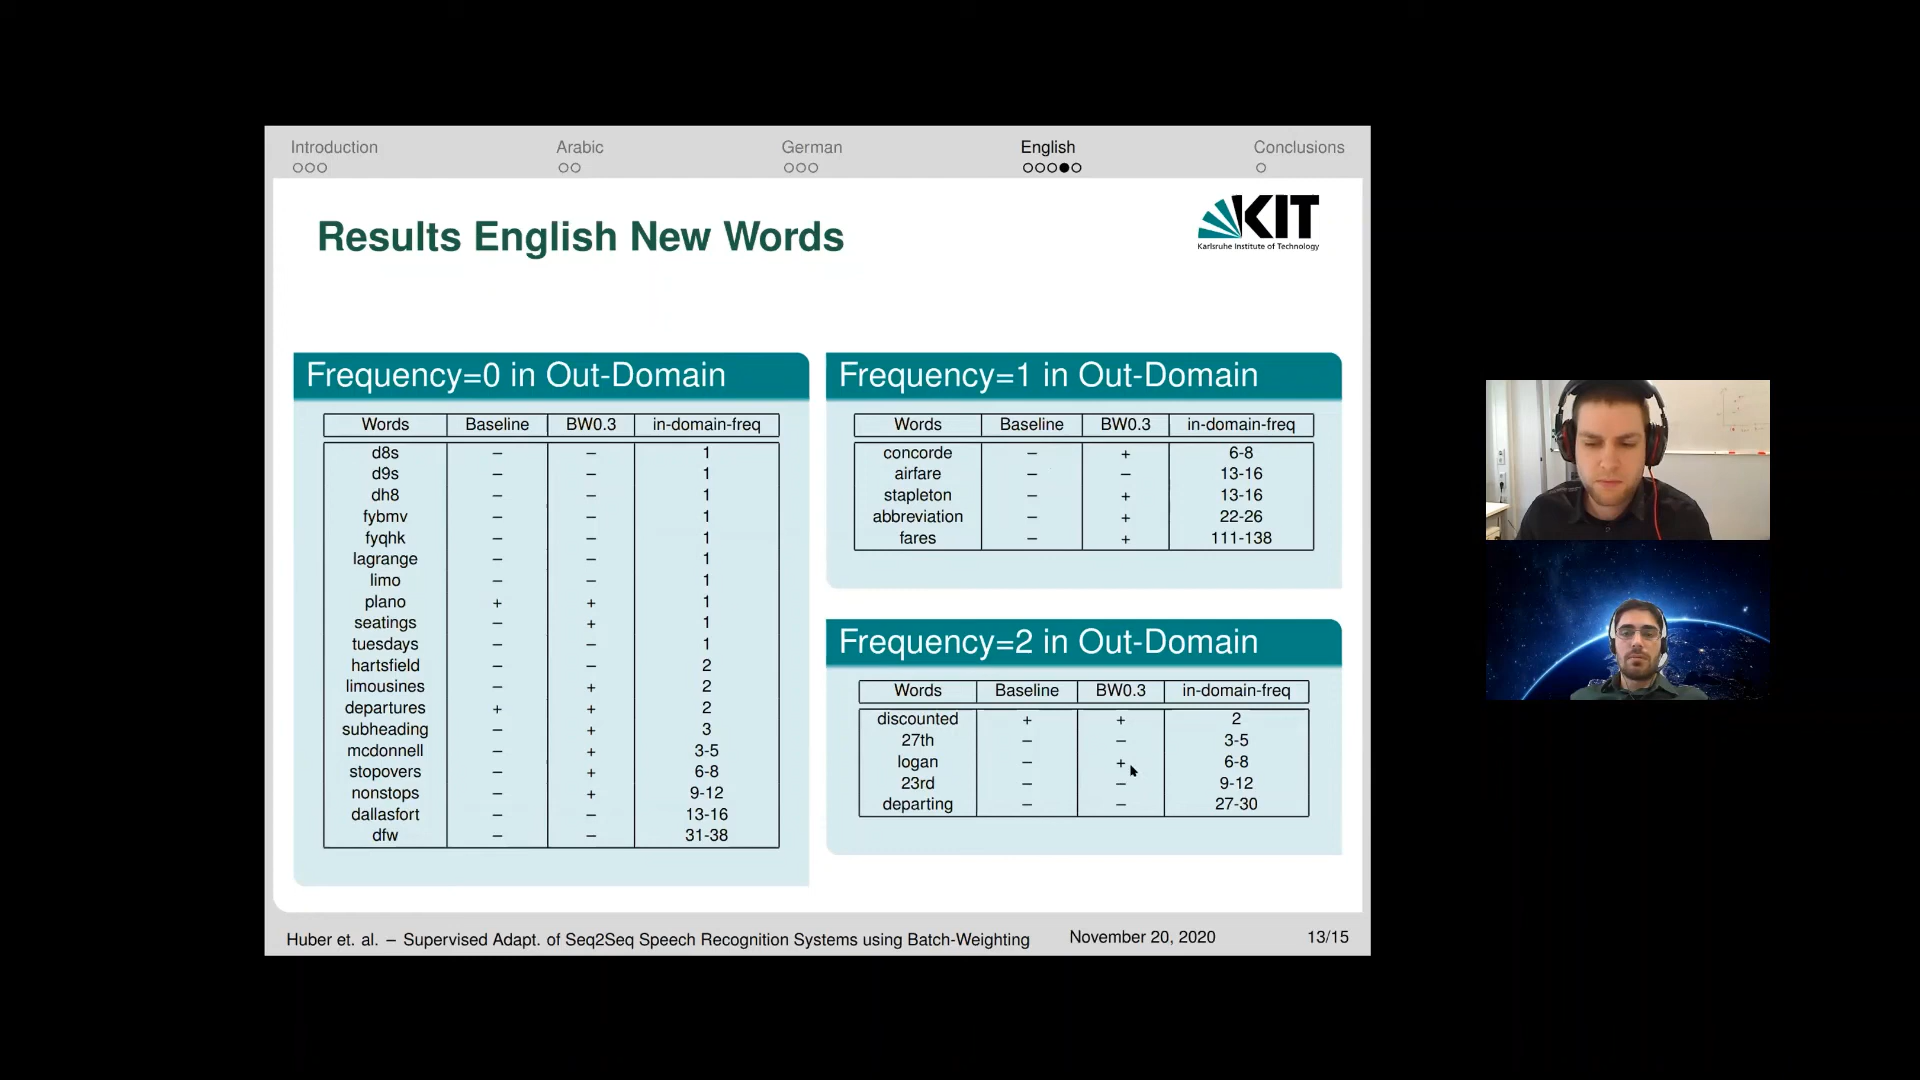 Introduction
Arabic
German
English
Conclusions
Results English New Words
KIT
Karlsruhe Institute of Technology
Frequency=0 in Out-Domain
Words Baseline BW0.3 in-domain-freq
d8s – – 1
d9s – – 1
dh8 – – 1
fybmv – – 1
fyqhk – – 1
lagrange – – 1
limo – – 1
plano + + 1
seatings – + 1
tuesdays – – 1
hartsfield – – 2
limousines – + 2
departures + + 2
subheading – + 3
mcdonnell – + 3-5
stopovers – + 6-8
nonstops – + 9-12
dallasfort – – 13-16
dfw – – 31-38
Frequency=1 in Out-Domain
Words Baseline BW0.3 in-domain-freq
concorde – + 6-8
airfare – – 13-16
stapleton – + 13-16
abbreviation – + 22-26
fares – + 111-138
Frequency=2 in Out-Domain
Words Baseline BW0.3 in-domain-freq
discounted + + 2
27th – – 3-5
logan – + 6-8
23rd – – 9-12
departing – – 27-30
Huber et. al. – Supervised Adapt. of Seq2Seq Speech Recognition Systems using Batch-Weighting
November 20, 2020
13/15